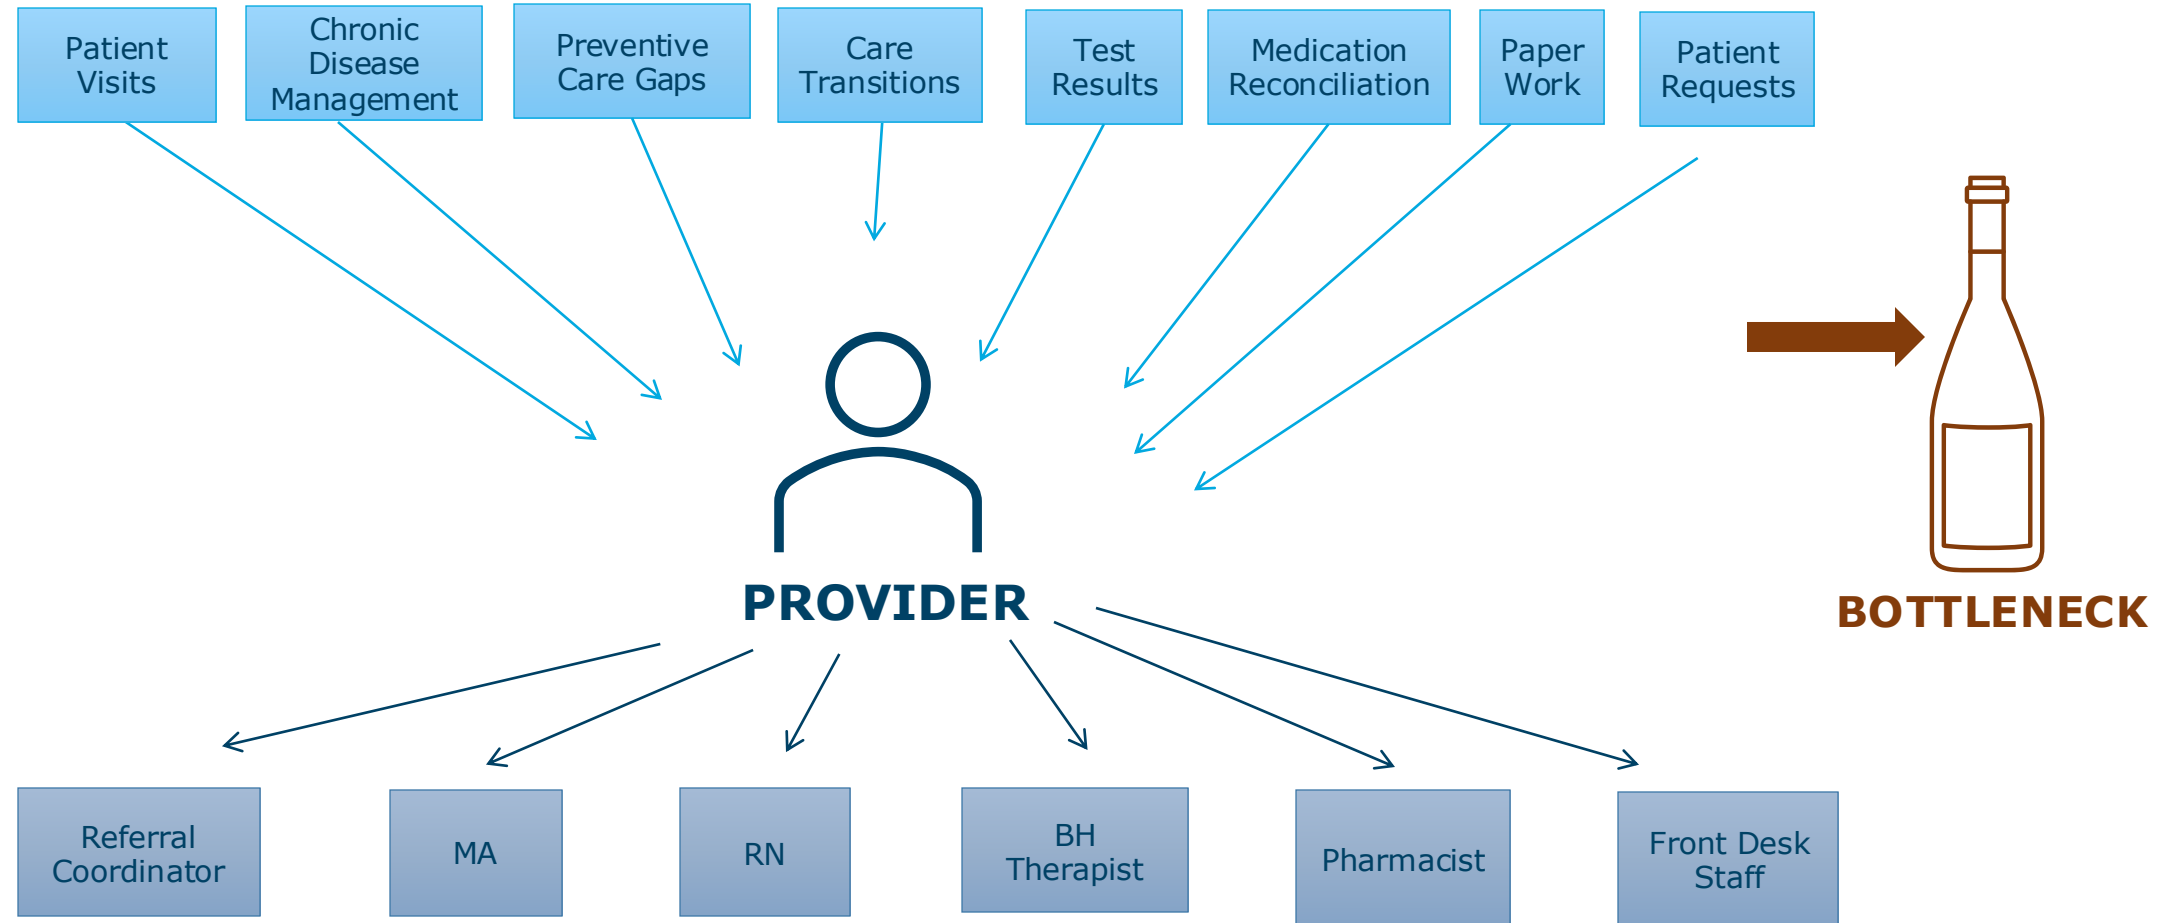 Patient
Visits
Chronic
Disease
Management
Preventive
Care Gaps
Care
Transitions
Test
Results
Medication
Reconciliation
Paper
Work
Patient
Requests
PROVIDER
BOTTLENECK
Referral
Coordinator
MA
RN
BH
Therapist
Pharmacist
Front Desk
Staff